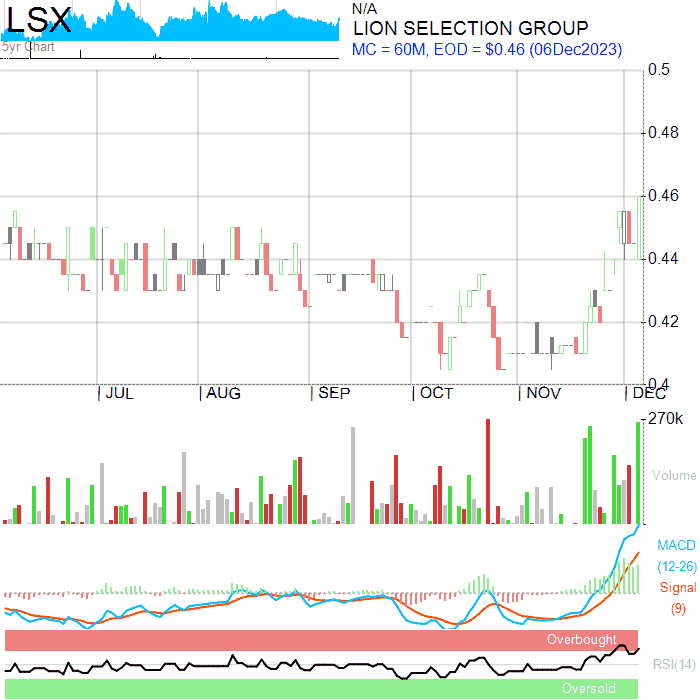 LSX
5yr Chart
N/A
LION SELECTION GROUP
MC = 60M, EOD = $0.46 (06Dec2023)
0.5
0.48
0.46
0.44
0.42
0.4
JUL AUG SEP OCT NOV DEC
270k
Volume
MACD
(12-26)
Signal
(9)
Overbought
RSI(14)
Oversold